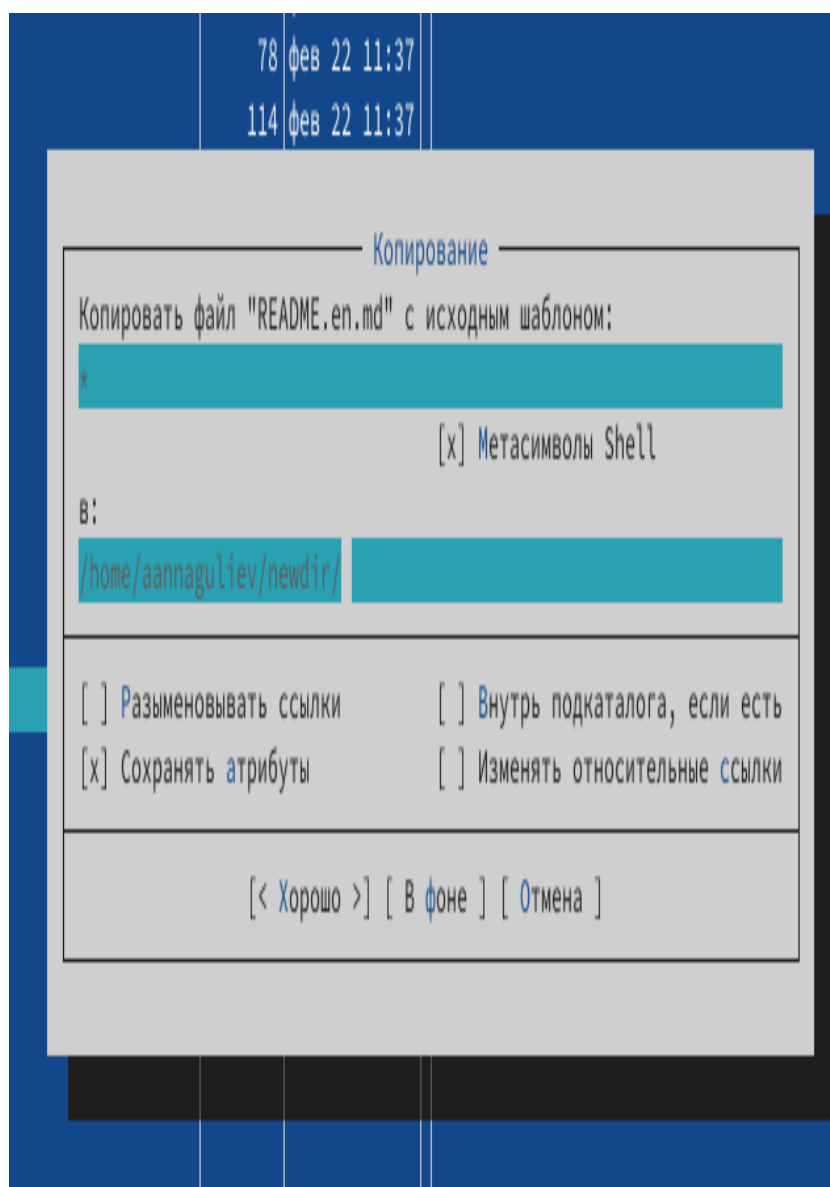 78 фев 22 11:37
114 фев 22 11:37
Копирование
Копировать файл "README.en.md" с исходным шаблоном:
*
[x] Метасимволы Shell
в:
/home/aannaguliev/newdir/
[ ] Разыменовывать ссылки [ ] Внутрь подкаталога, если есть
[x] Сохранять атрибуты [ ] Изменять относительные ссылки
[< Хорошо >] [ В фоне ] [ Отмена ]